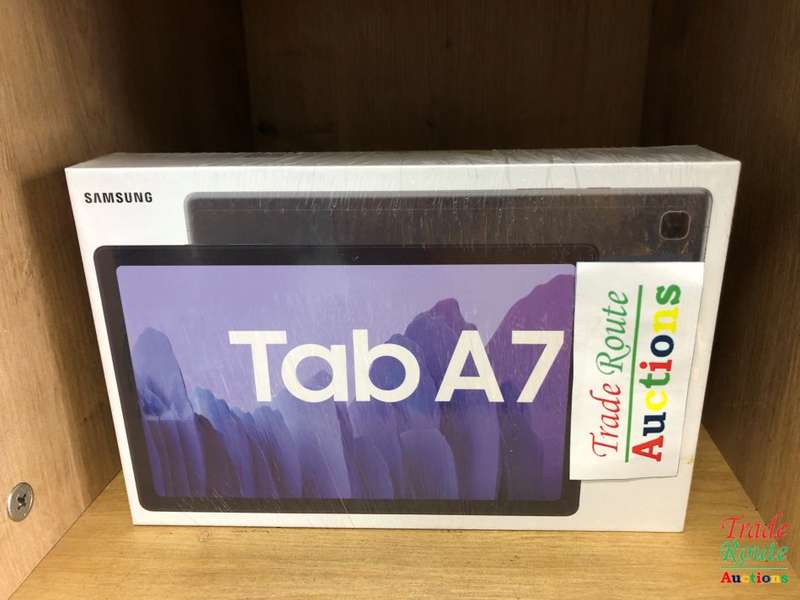 SAMSUNG
Tab A7
Trade Route
Auctions
Trade
Route
Auctions